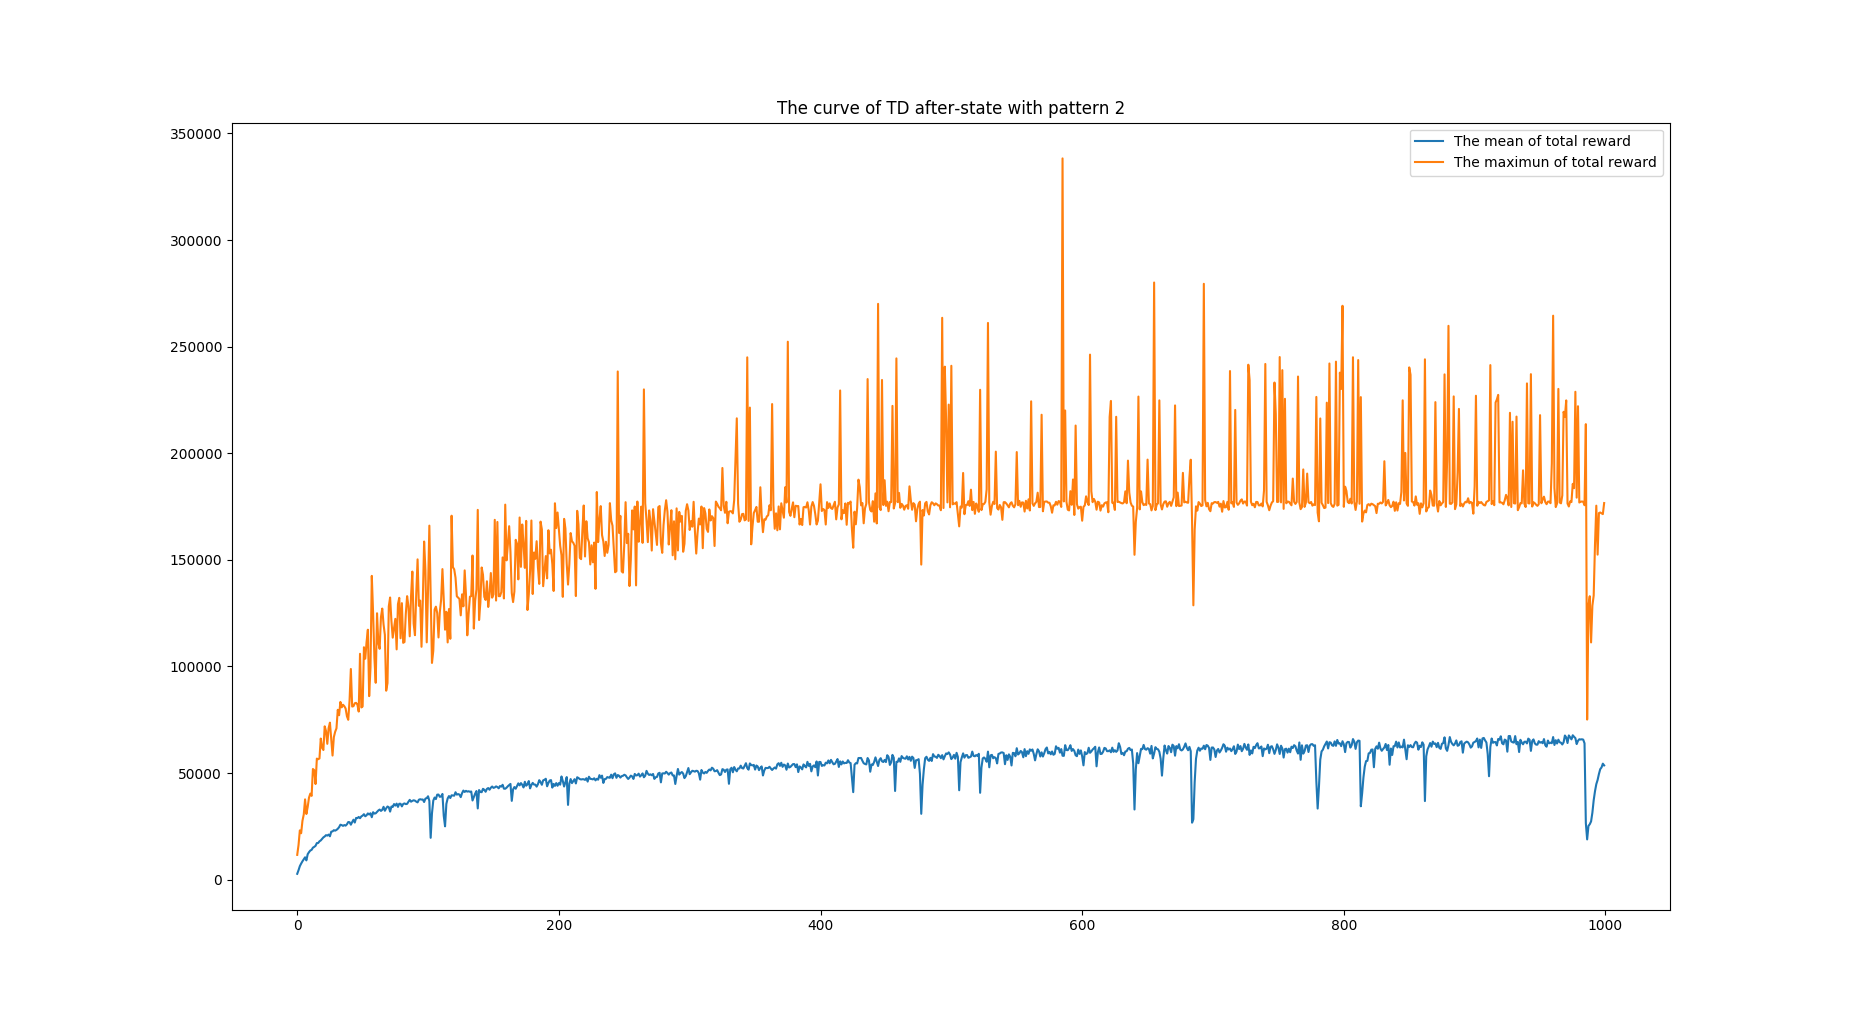 The curve of TD after-state with pattern 2
The mean of total reward
The maximun of total reward
350000
300000
250000
200000
150000
100000
50000
0
0 200 400 600 800 1000